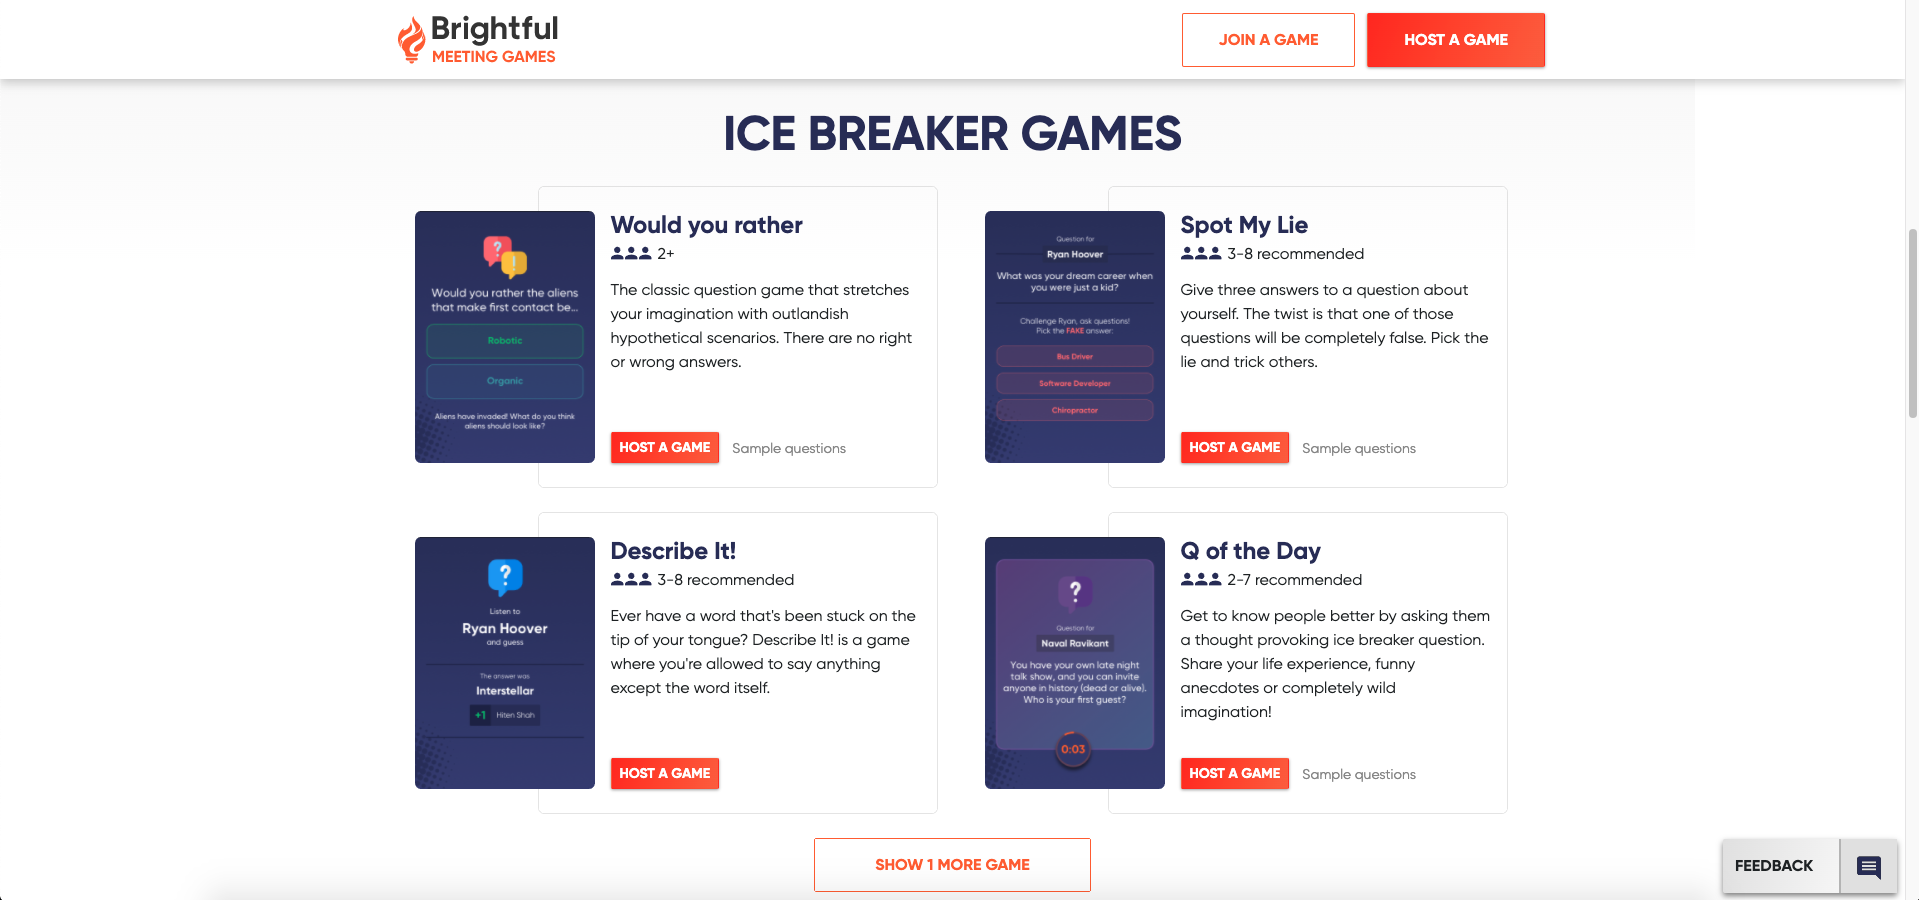 Brightful
MEETING GAMES
JOIN A GAME
HOST A GAME
ICE BREAKER GAMES
?
!
Would you rather the aliens
that make first contact be...
Robotic
Organic
Aliens have invaded! What do you think
aliens should look like?
Would you rather
2+
The classic question game that stretches
your imagination with outlandish
hypothetical scenarios. There are no right
or wrong answers.
HOST A GAME
Sample questions
Question for
Ryan Hoover
What was your dream career when
you were just a kid?
Challenge Ryan, ask questions!
Pick the FAKE answer:
Bus Driver
Software Developer
Chiropractor
Spot My Lie
3-8 recommended
Give three answers to a question about
yourself. The twist is that one of those
questions will be completely false. Pick the
lie and trick others.
HOST A GAME
Sample questions
?
Listen to
Ryan Hoover
and guess
The answer was
Interstellar
+1 Hiten Shah
Describe It!
3-8 recommended
Ever have a word that's been stuck on the
tip of your tongue? Describe It! is a game
where you're allowed to say anything
except the word itself.
HOST A GAME
?
Question for
Naval Ravikant
You have your own late night
talk show, and you can invite
anyone in history (dead or alive).
Who is your first guest?
0:03
Q of the Day
2-7 recommended
Get to know people better by asking them
a thought provoking ice breaker question.
Share your life experience, funny
anecdotes or completely wild
imagination!
HOST A GAME
Sample questions
SHOW 1 MORE GAME
FEEDBACK